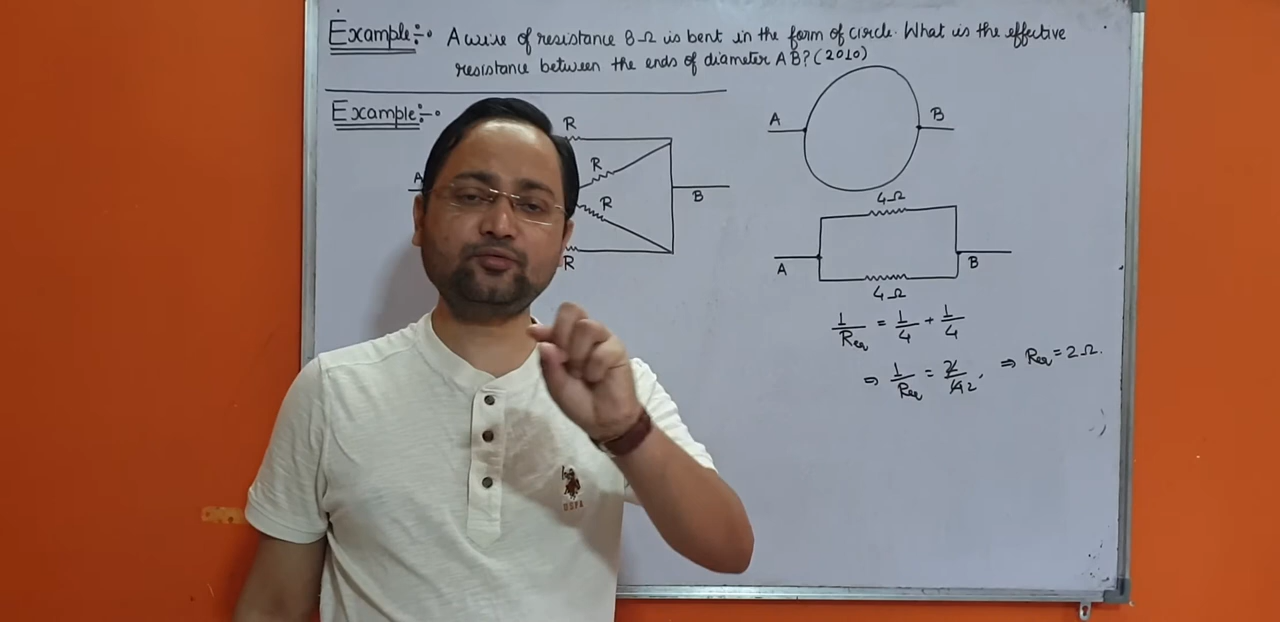 Example:- A wire of resistance 8Ω is bent in the form of circle. What is the effective
resistance between the ends of diameter AB? (2010)
Example:-
A
R
R
R
R
B
A
B
4Ω
A
B
4Ω
1/Req = 1/4 + 1/4
⇒ 1/Req = 2/4 2 . ⇒ Req = 2Ω.
USPA